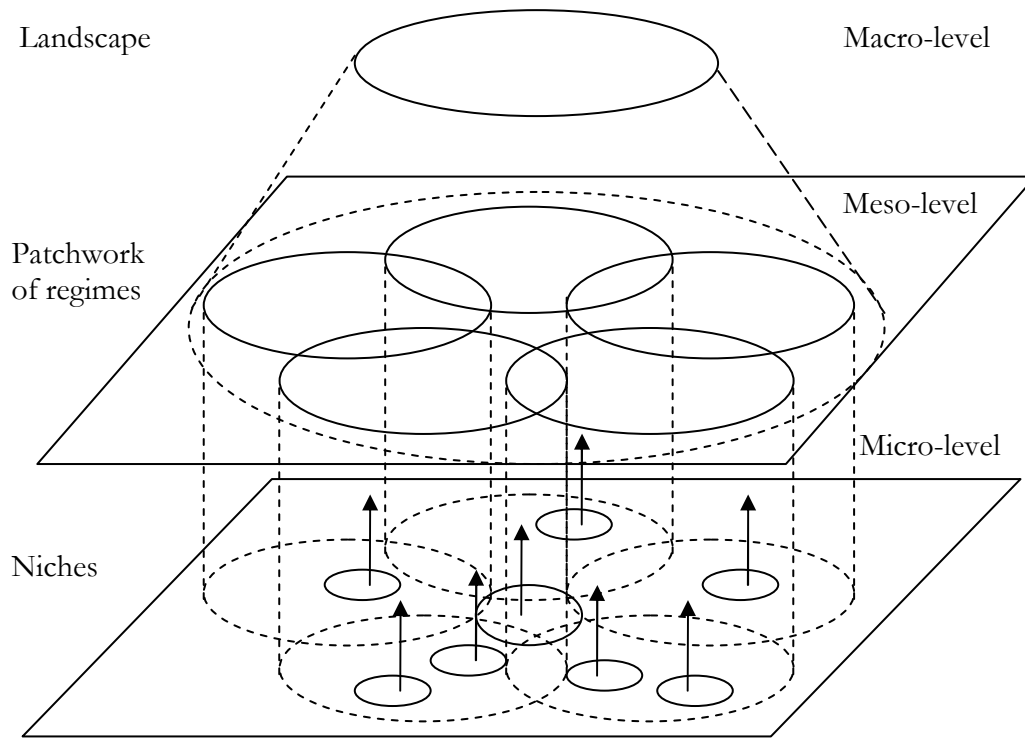 Landscape
Macro-level
Meso-level
Patchwork
of regimes
Micro-level
Niches